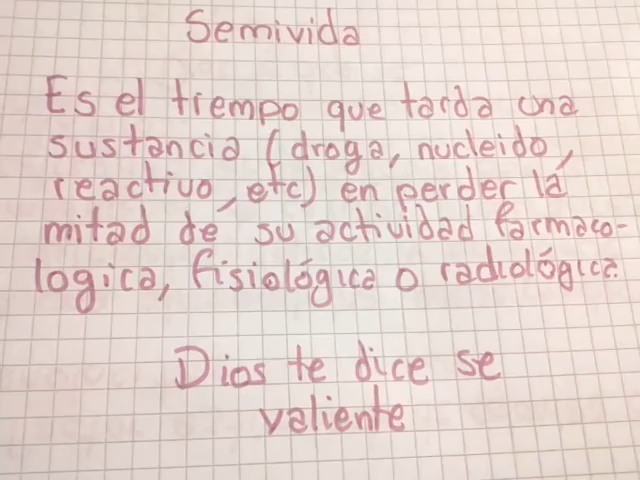 Semivida
Es el tiempo que tarda una
sustancia (droga, nucleido,
reactivo, etc) en perder la
mitad de su actividad farmaco-
logica, fisiológica o radiológica.
Dios te dice se
valiente